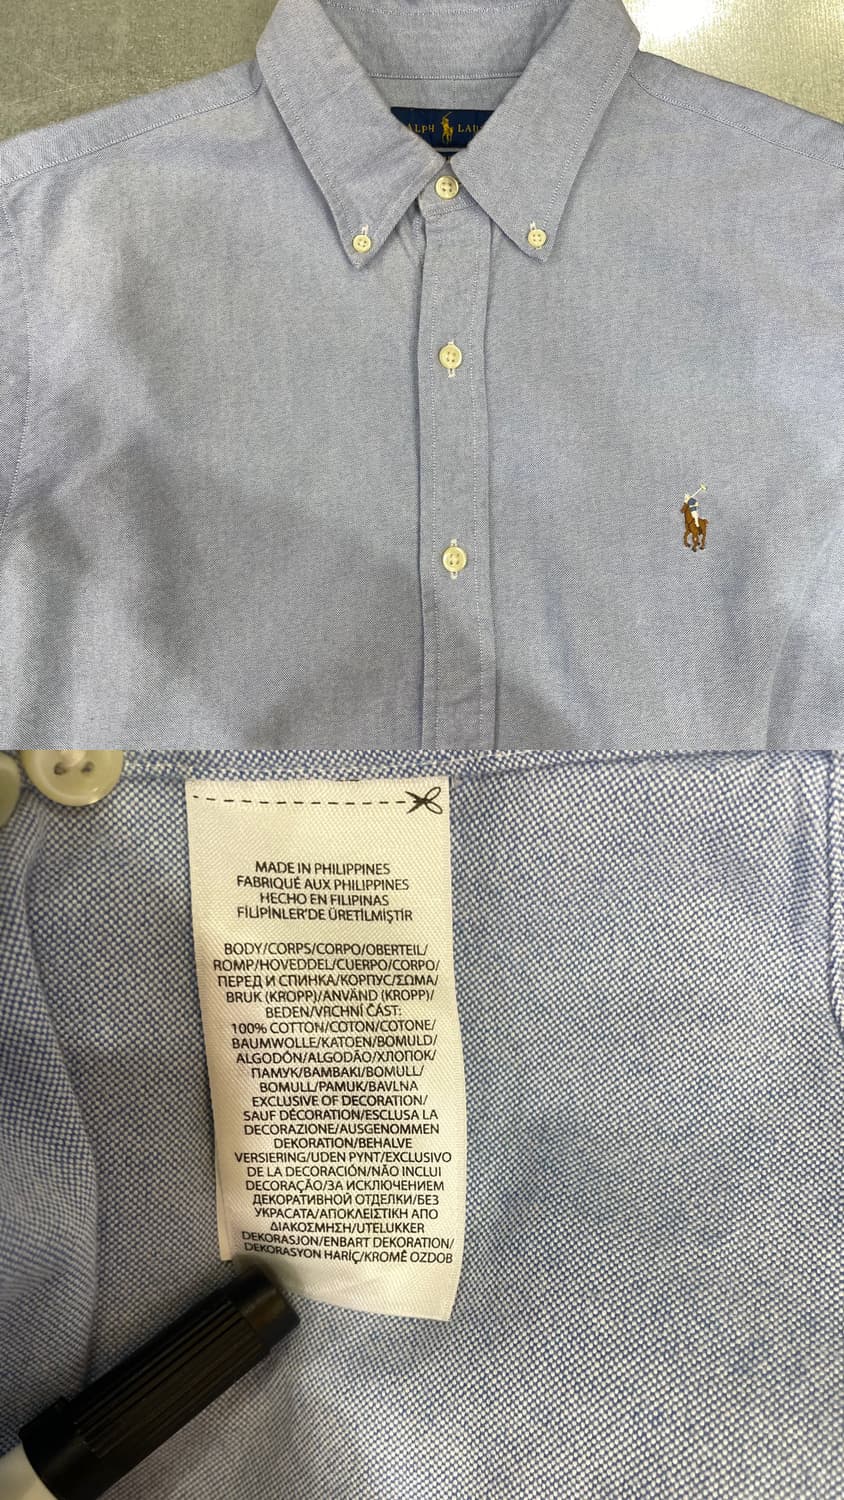 RALPH LAU
MADE IN PHILIPPINES
FABRIQUÉ AUX PHILIPPINES
HECHO EN FILIPINAS
FİLİPİNLER'DE ÜRETİLMİŞTİR
BODY/CORPS/CORPO/OBERTEIL/
ROMP/HOVEDDEL/CUERPO/CORPO/
ПЕРЕД И СПИНКА/КОРПУС/ΣΩΜΑ/
BRUK (KROPP)/ANVÄND (KROPP)/
BEDEN/VRCHNÍ ČÁST:
100% COTTON/COTON/COTONE/
BAUMWOLLE/KATOEN/BOMULD/
ALGODÓN/ALGODÃO/ХЛОПОК/
ПАМУК/ΒΑΜΒΑΚΙ/BOMULL/
BOMULL/PAMUK/BAVLNA
EXCLUSIVE OF DECORATION/
SAUF DÉCORATION/ESCLUSA LA
DECORAZIONE/AUSGENOMMEN
DEKORATION/BEHALVE
VERSIERING/UDEN PYNT/EXCLUSIVO
DE LA DECORACIÓN/NÃO INCLUI
DECORAÇÃO/ЗА ИСКЛЮЧЕНИЕМ
ДЕКОРАТИВНОЙ ОТДЕЛКИ/БЕЗ
УКРАСАТА/ΑΠΟΚΛΕΙΣΤΙΚΗ ΑΠΟ
ΔΙΑΚΟΣΜΗΣΗ/UTELUKKER
DEKORASJON/ENBART DEKORATION/
DEKORASYON HARİÇ/KROMĚ OZDOB